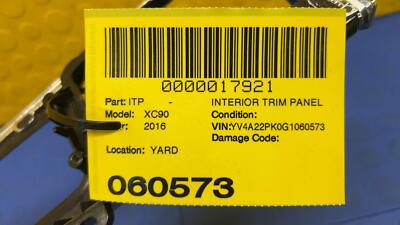 0000017921
Part: ITP - INTERIOR TRIM PANEL
Model: XC90 Condition:
2016 VIN:YV4A22PK0G1060573
Damage Code:
Location: YARD
060573